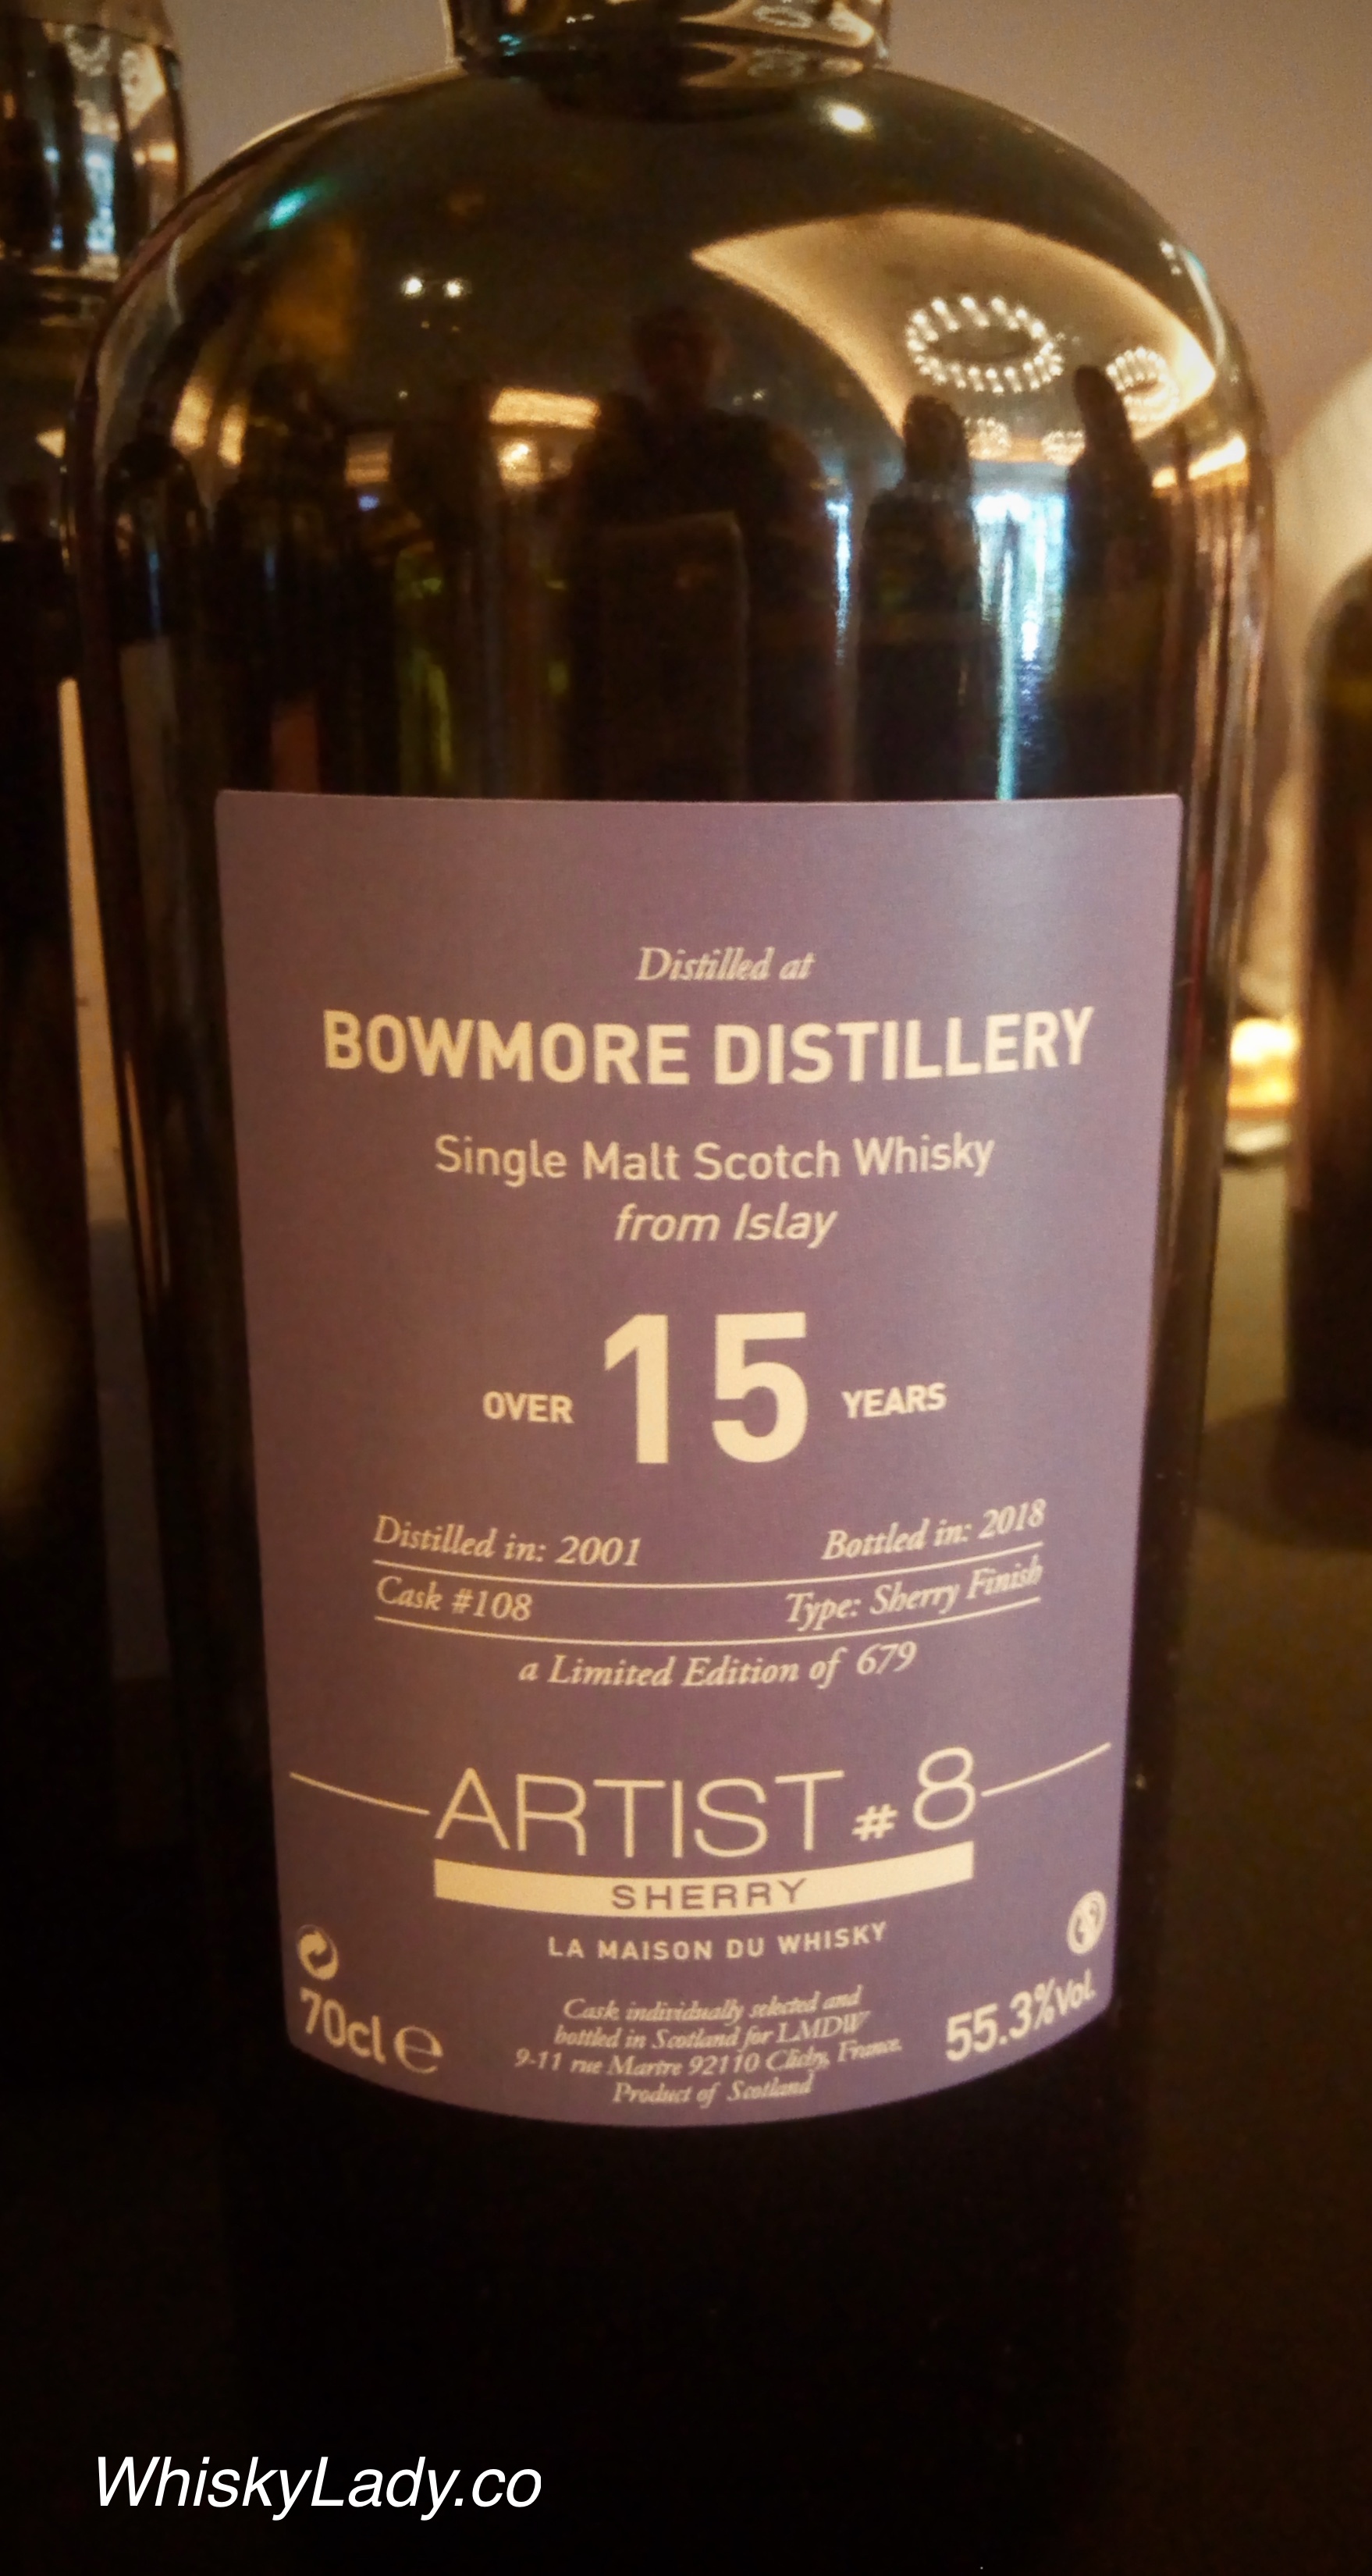 Distilled at
BOWMORE DISTILLERY
Single Malt Scotch Whisky
from Islay
OVER 15 YEARS
Distilled in: 2001 Bottled in: 2018
Cask #108 Type: Sherry Finish
a Limited Edition of 679
ARTIST #8
SHERRY
LA MAISON DU WHISKY
Cask individually selected and
bottled in Scotland for LMDW
9-11 rue Martre 92110 Clichy, France.
Product of Scotland
70cl e
55.3%vol.
WhiskyLady.co